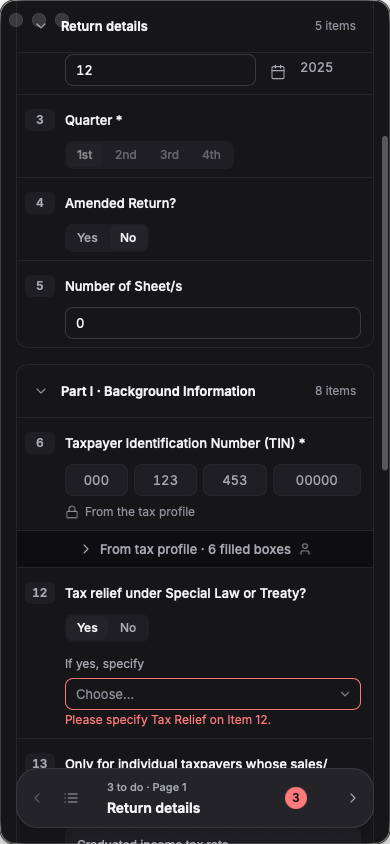 Return details 5 items
12 2025
3 Quarter *
1st 2nd 3rd 4th
4 Amended Return?
Yes No
5 Number of Sheet/s
0
Part I · Background Information 8 items
6 Taxpayer Identification Number (TIN) *
000 123 453 00000
From the tax profile
From tax profile · 6 filled boxes
12 Tax relief under Special Law or Treaty?
Yes No
If yes, specify
Choose...
Please specify Tax Relief on Item 12.
13 Only for individual taxpayers whose sales/
3 to do · Page 1
Return details 3
Graduated income tax rate